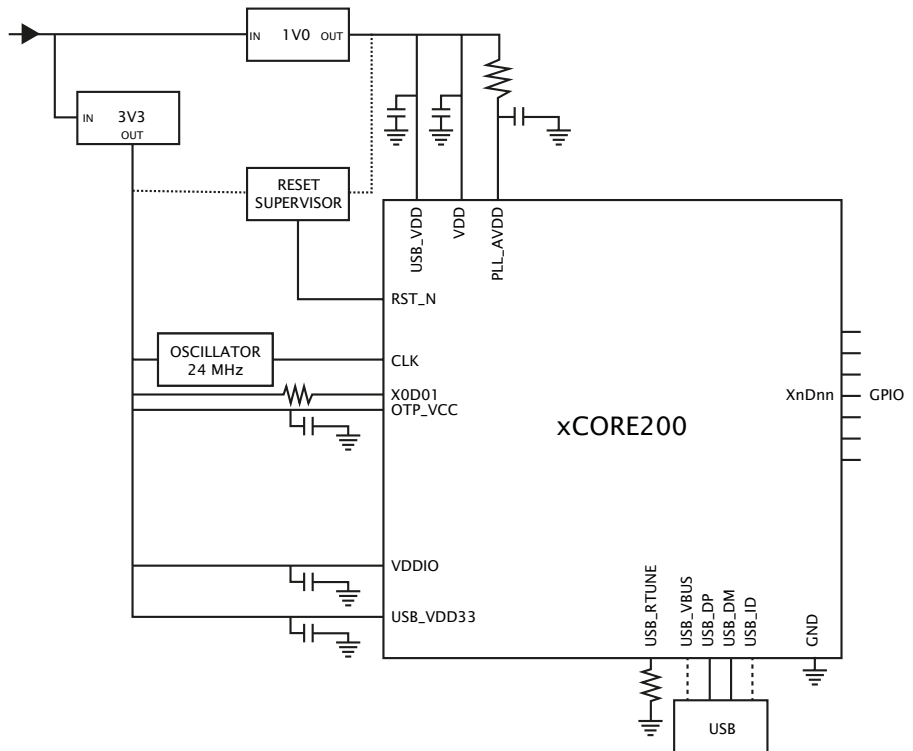 IN 1V0 OUT
IN 3V3
OUT
RESET
SUPERVISOR
USB_VDD
VDD
PLL_AVDD
RST_N
OSCILLATOR
24 MHz
CLK
X0D01
OTP_VCC
XnDnn
GPIO
xCORE200
VDDIO
USB_VDD33
USB_RTUNE
USB_VBUS
USB_DP
USB_DM
USB_ID
GND
USB